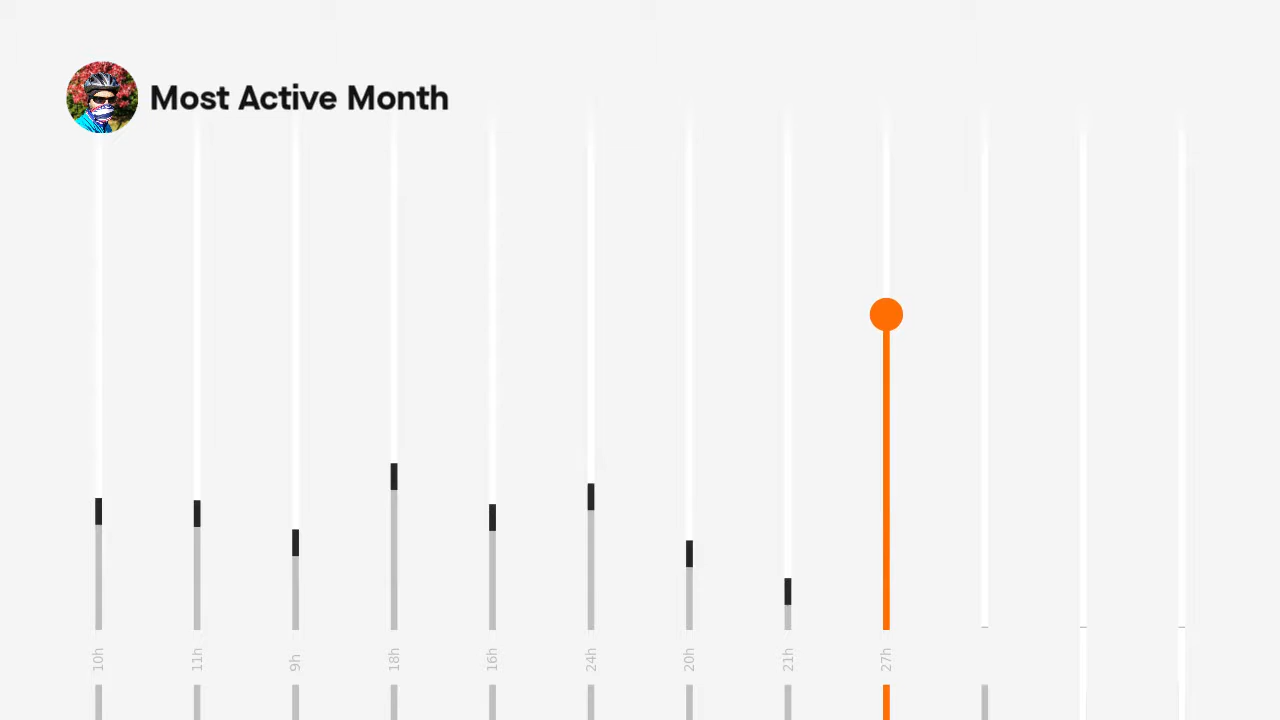 Most Active Month
10h
11h
9h
18h
16h
24h
20h
21h
27h